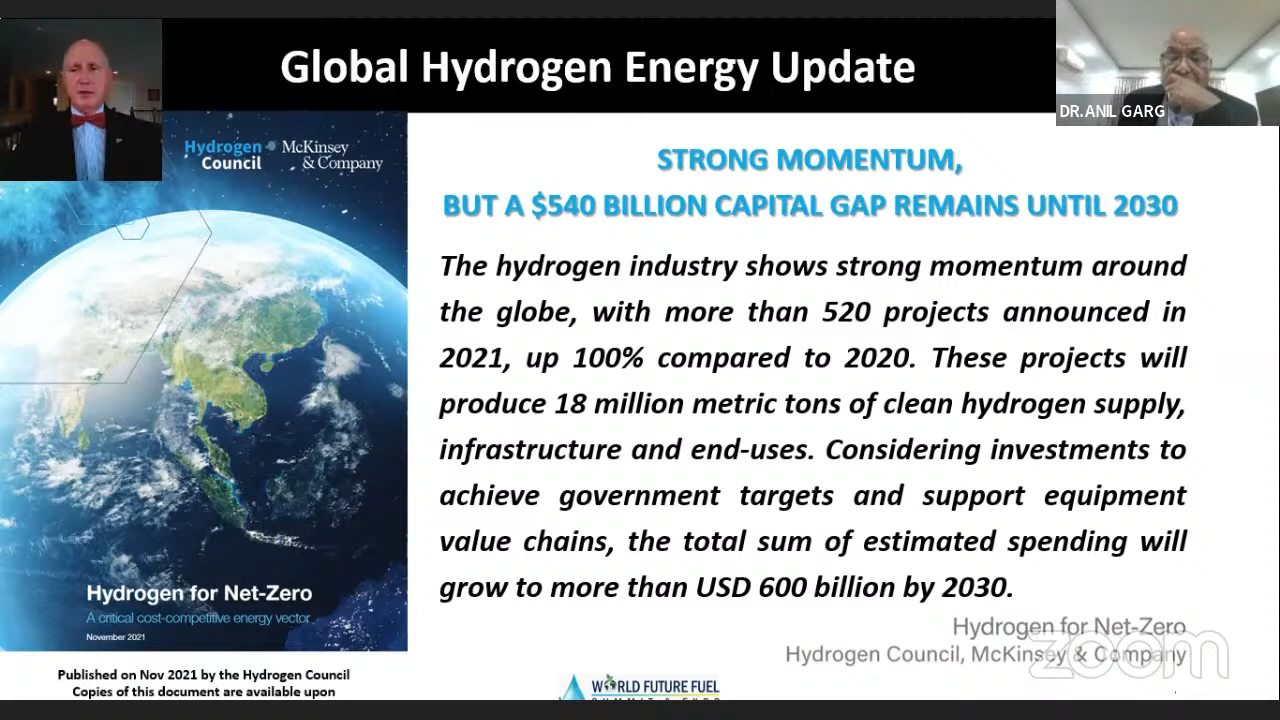 Global Hydrogen Energy Update
DR.ANIL GARG
Hydrogen Council
McKinsey & Company
STRONG MOMENTUM,
BUT A $540 BILLION CAPITAL GAP REMAINS UNTIL 2030
The hydrogen industry shows strong momentum around
the globe, with more than 520 projects announced in
2021, up 100% compared to 2020. These projects will
produce 18 million metric tons of clean hydrogen supply,
infrastructure and end-uses. Considering investments to
achieve government targets and support equipment
value chains, the total sum of estimated spending will
grow to more than USD 600 billion by 2030.
Hydrogen for Net-Zero
Hydrogen Council, McKinsey & Company
Hydrogen for Net-Zero
A critical cost-competitive energy vector
November 2021
Published on Nov 2021 by the Hydrogen Council
Copies of this document are available upon
WORLD FUTURE FUEL
zoom